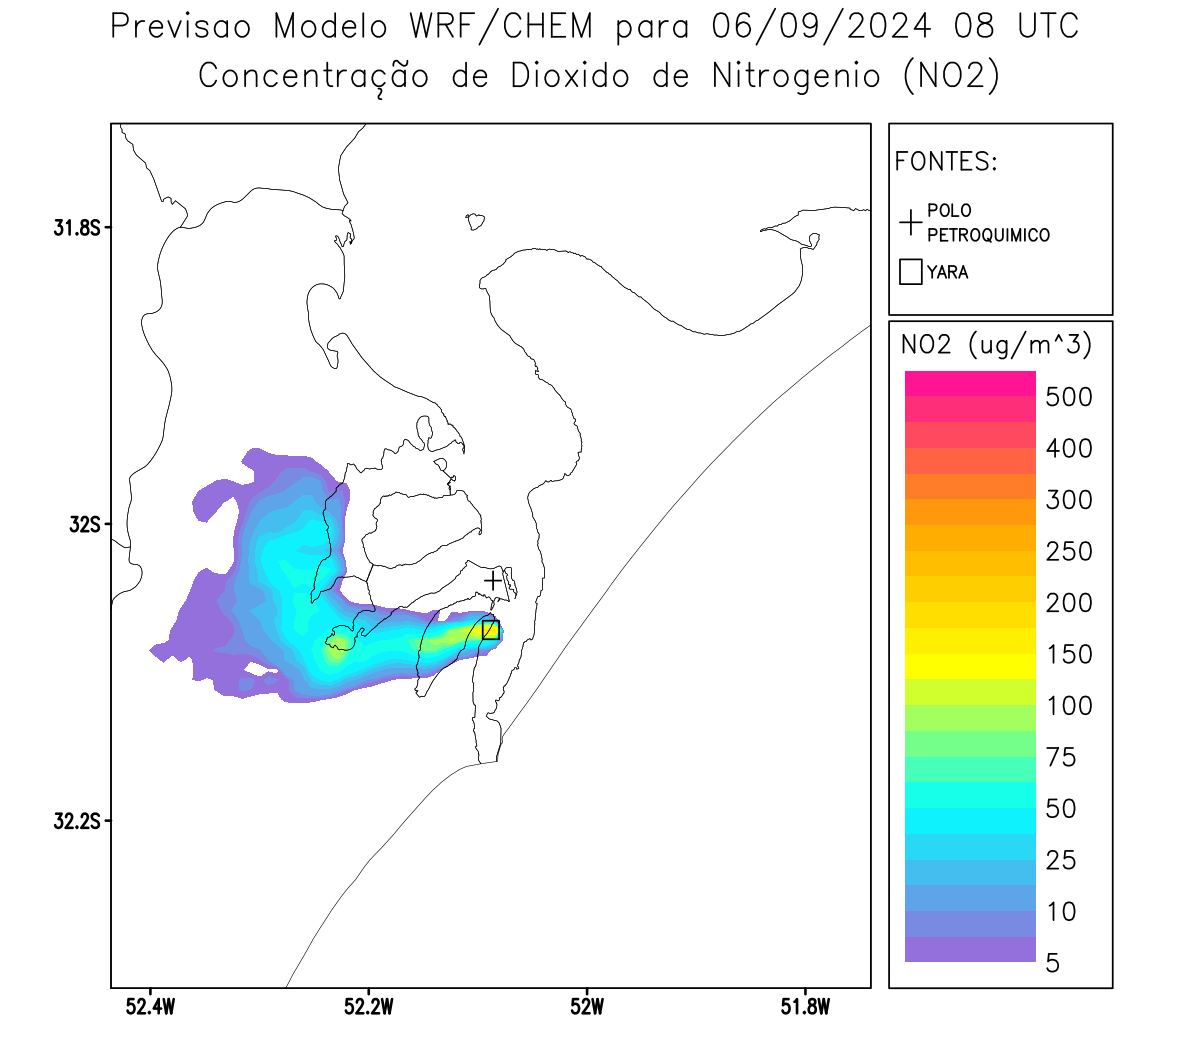 Previsao Modelo WRF/CHEM para 06/09/2024 08 UTC
Concentração de Dioxido de Nitrogenio (NO2)
FONTES:
POLO
PETROQUIMICO
YARA
31.8S
32S
32.2S
52.4W
52.2W
52W
51.8W
NO2 (ug/m^3)
500
400
300
250
200
150
100
75
50
25
10
5